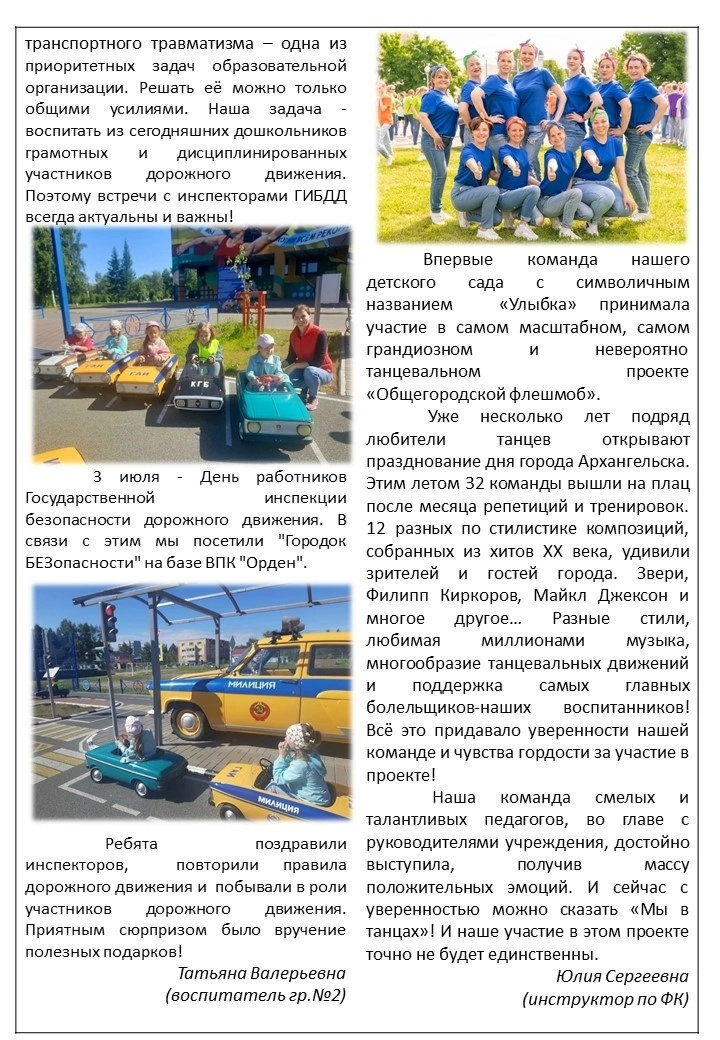 транспортного травматизма – одна из
приоритетных задач образовательной
организации. Решать её можно только
общими усилиями. Наша задача -
воспитать из сегодняшних дошкольников
грамотных и дисциплинированных
участников дорожного движения.
Поэтому встречи с инспекторами ГИБДД
всегда актуальны и важны!
ГАИ
ГАИ
КГБ
3 июля - День работников
Государственной инспекции
безопасности дорожного движения. В
связи с этим мы посетили "Городок
БЕЗопасности" на базе ВПК "Орден".
МИЛИЦИЯ
ГАИ
МИЛИЦИЯ
Ребята поздравили
инспекторов, повторили правила
дорожного движения и побывали в роли
участников дорожного движения.
Приятным сюрпризом было вручение
полезных подарков!
Татьяна Валерьевна
(воспитатель гр.№2)
Впервые команда нашего
детского сада с символичным
названием «Улыбка» принимала
участие в самом масштабном, самом
грандиозном и невероятно
танцевальном проекте
«Общегородской флешмоб».
Уже несколько лет подряд
любители танцев открывают
празднование дня города Архангельска.
Этим летом 32 команды вышли на плац
после месяца репетиций и тренировок.
12 разных по стилистике композиций,
собранных из хитов XX века, удивили
зрителей и гостей города. Звери,
Филипп Киркоров, Майкл Джексон и
многое другое… Разные стили,
любимая миллионами музыка,
многообразие танцевальных движений
и поддержка самых главных
болельщиков-наших воспитанников!
Всё это придавало уверенности нашей
команде и чувства гордости за участие в
проекте!
Наша команда смелых и
талантливых педагогов, во главе с
руководителями учреждения, достойно
выступила, получив массу
положительных эмоций. И сейчас с
уверенностью можно сказать «Мы в
танцах»! И наше участие в этом проекте
точно не будет единственны.
Юлия Сергеевна
(инструктор по ФК)